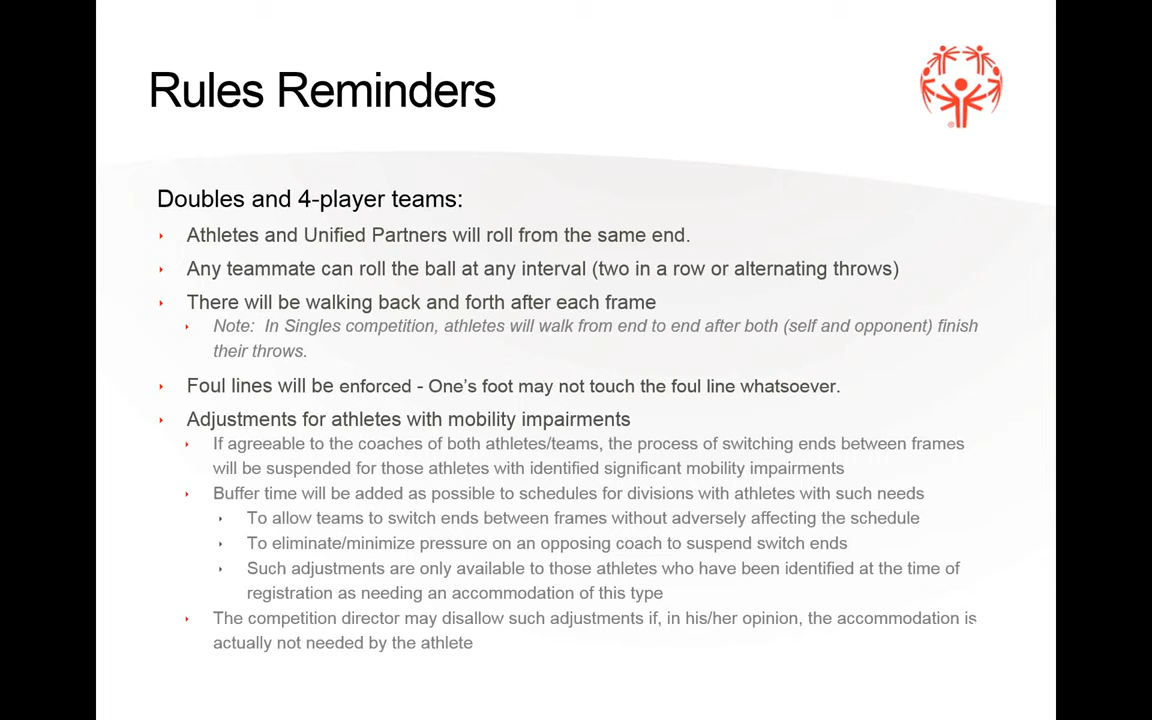 Rules Reminders
Doubles and 4-player teams:
Athletes and Unified Partners will roll from the same end.
Any teammate can roll the ball at any interval (two in a row or alternating throws)
There will be walking back and forth after each frame
Note:  In Singles competition, athletes will walk from end to end after both (self and opponent) finish
their throws.
Foul lines will be enforced - One's foot may not touch the foul line whatsoever.
Adjustments for athletes with mobility impairments
If agreeable to the coaches of both athletes/teams, the process of switching ends between frames
will be suspended for those athletes with identified significant mobility impairments
Buffer time will be added as possible to schedules for divisions with athletes with such needs
To allow teams to switch ends between frames without adversely affecting the schedule
To eliminate/minimize pressure on an opposing coach to suspend switch ends
Such adjustments are only available to those athletes who have been identified at the time of
registration as needing an accommodation of this type
The competition director may disallow such adjustments if, in his/her opinion, the accommodation is
actually not needed by the athlete